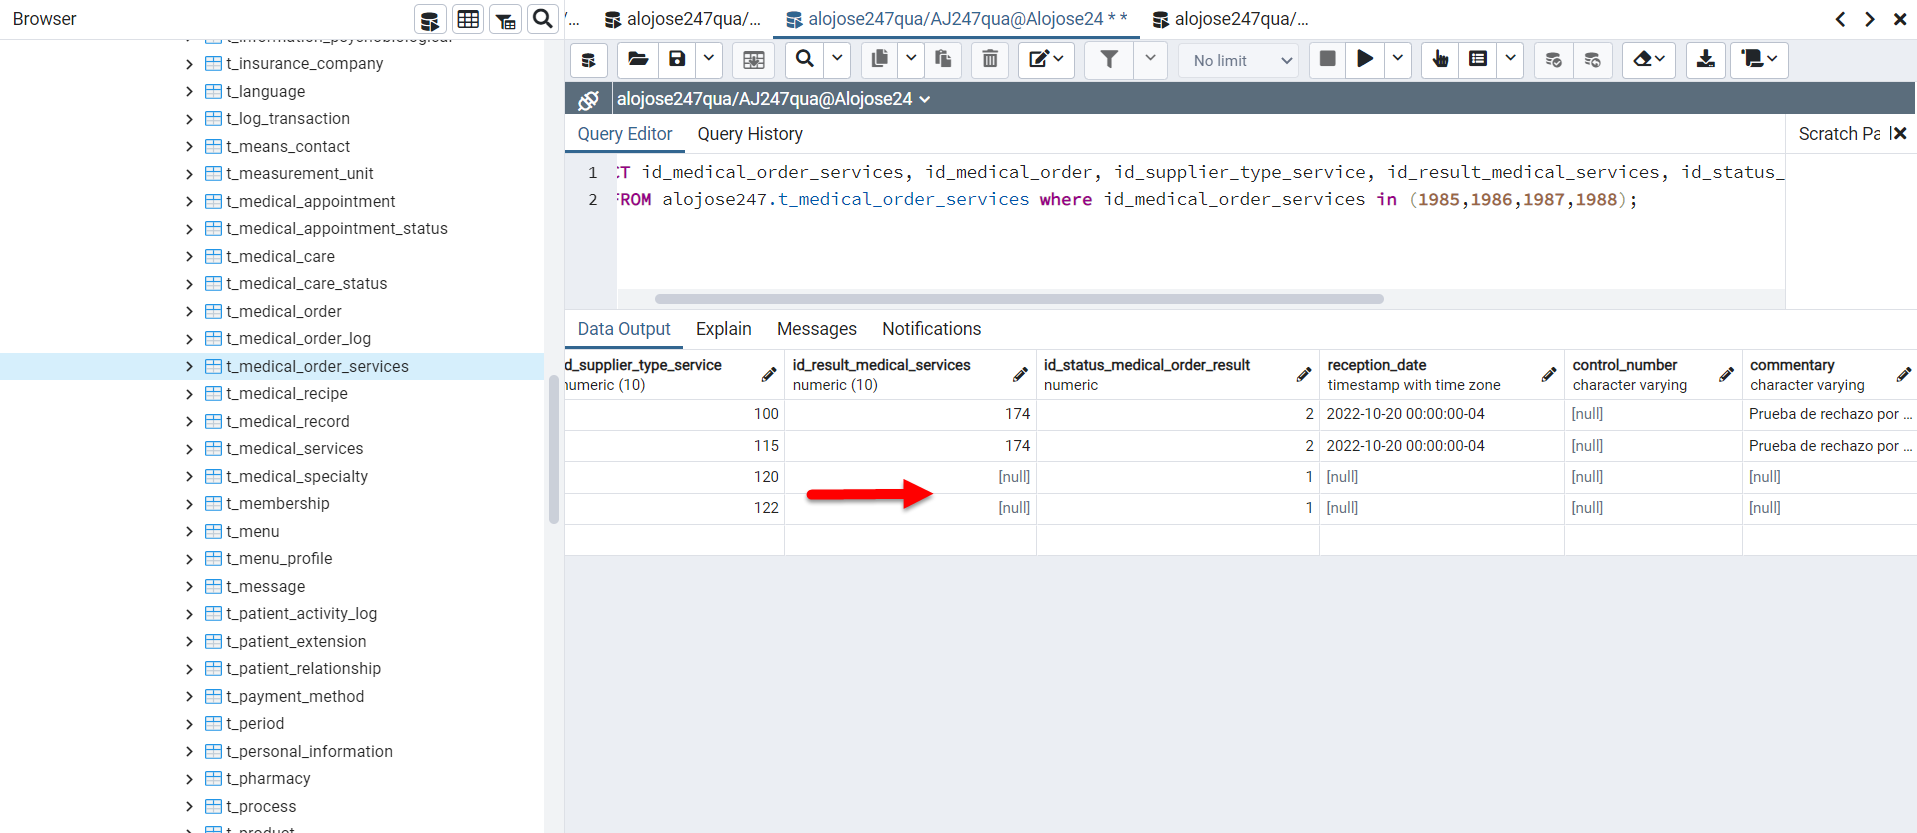 Browser
/...
alojose247qua/...
alojose247qua/AJ247qua@Alojose24 * *
alojose247qua/...
t_insurance_company
t_language
t_log_transaction
t_means_contact
t_measurement_unit
t_medical_appointment
t_medical_appointment_status
t_medical_care
t_medical_care_status
t_medical_order
t_medical_order_log
t_medical_order_services
t_medical_recipe
t_medical_record
t_medical_services
t_medical_specialty
t_membership
t_menu
t_menu_profile
t_message
t_patient_activity_log
t_patient_extension
t_patient_relationship
t_payment_method
t_period
t_personal_information
t_pharmacy
t_process
t_product
No limit
alojose247qua/AJ247qua@Alojose24
Query Editor Query History
Scratch Pa
1 CT id_medical_order_services, id_medical_order, id_supplier_type_service, id_result_medical_services, id_status_
2 FROM alojose247.t_medical_order_services where id_medical_order_services in (1985,1986,1987,1988);
Data Output Explain Messages Notifications
d_supplier_type_service id_result_medical_services id_status_medical_order_result reception_date control_number commentary
numeric (10) numeric (10) numeric timestamp with time zone character varying character varying
100 174 2 2022-10-20 00:00:00-04 [null] Prueba de rechazo por ...
115 174 2 2022-10-20 00:00:00-04 [null] Prueba de rechazo por ...
120 [null] 1 [null] [null] [null]
122 [null] 1 [null] [null] [null]